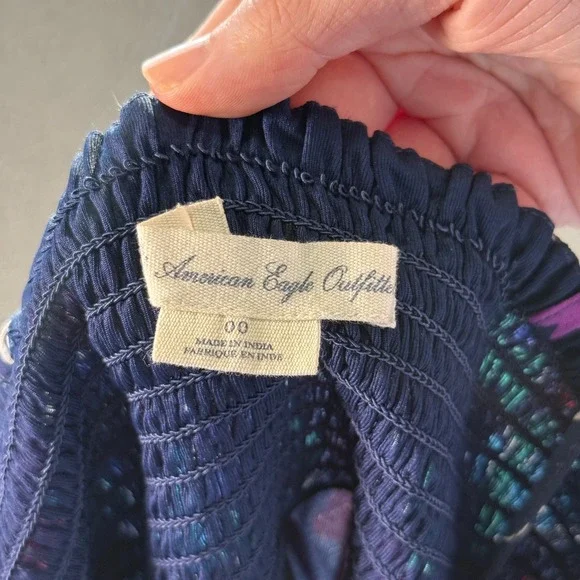 American Eagle Outfitte
00
MADE IN INDIA
FABRIQUE EN INDE